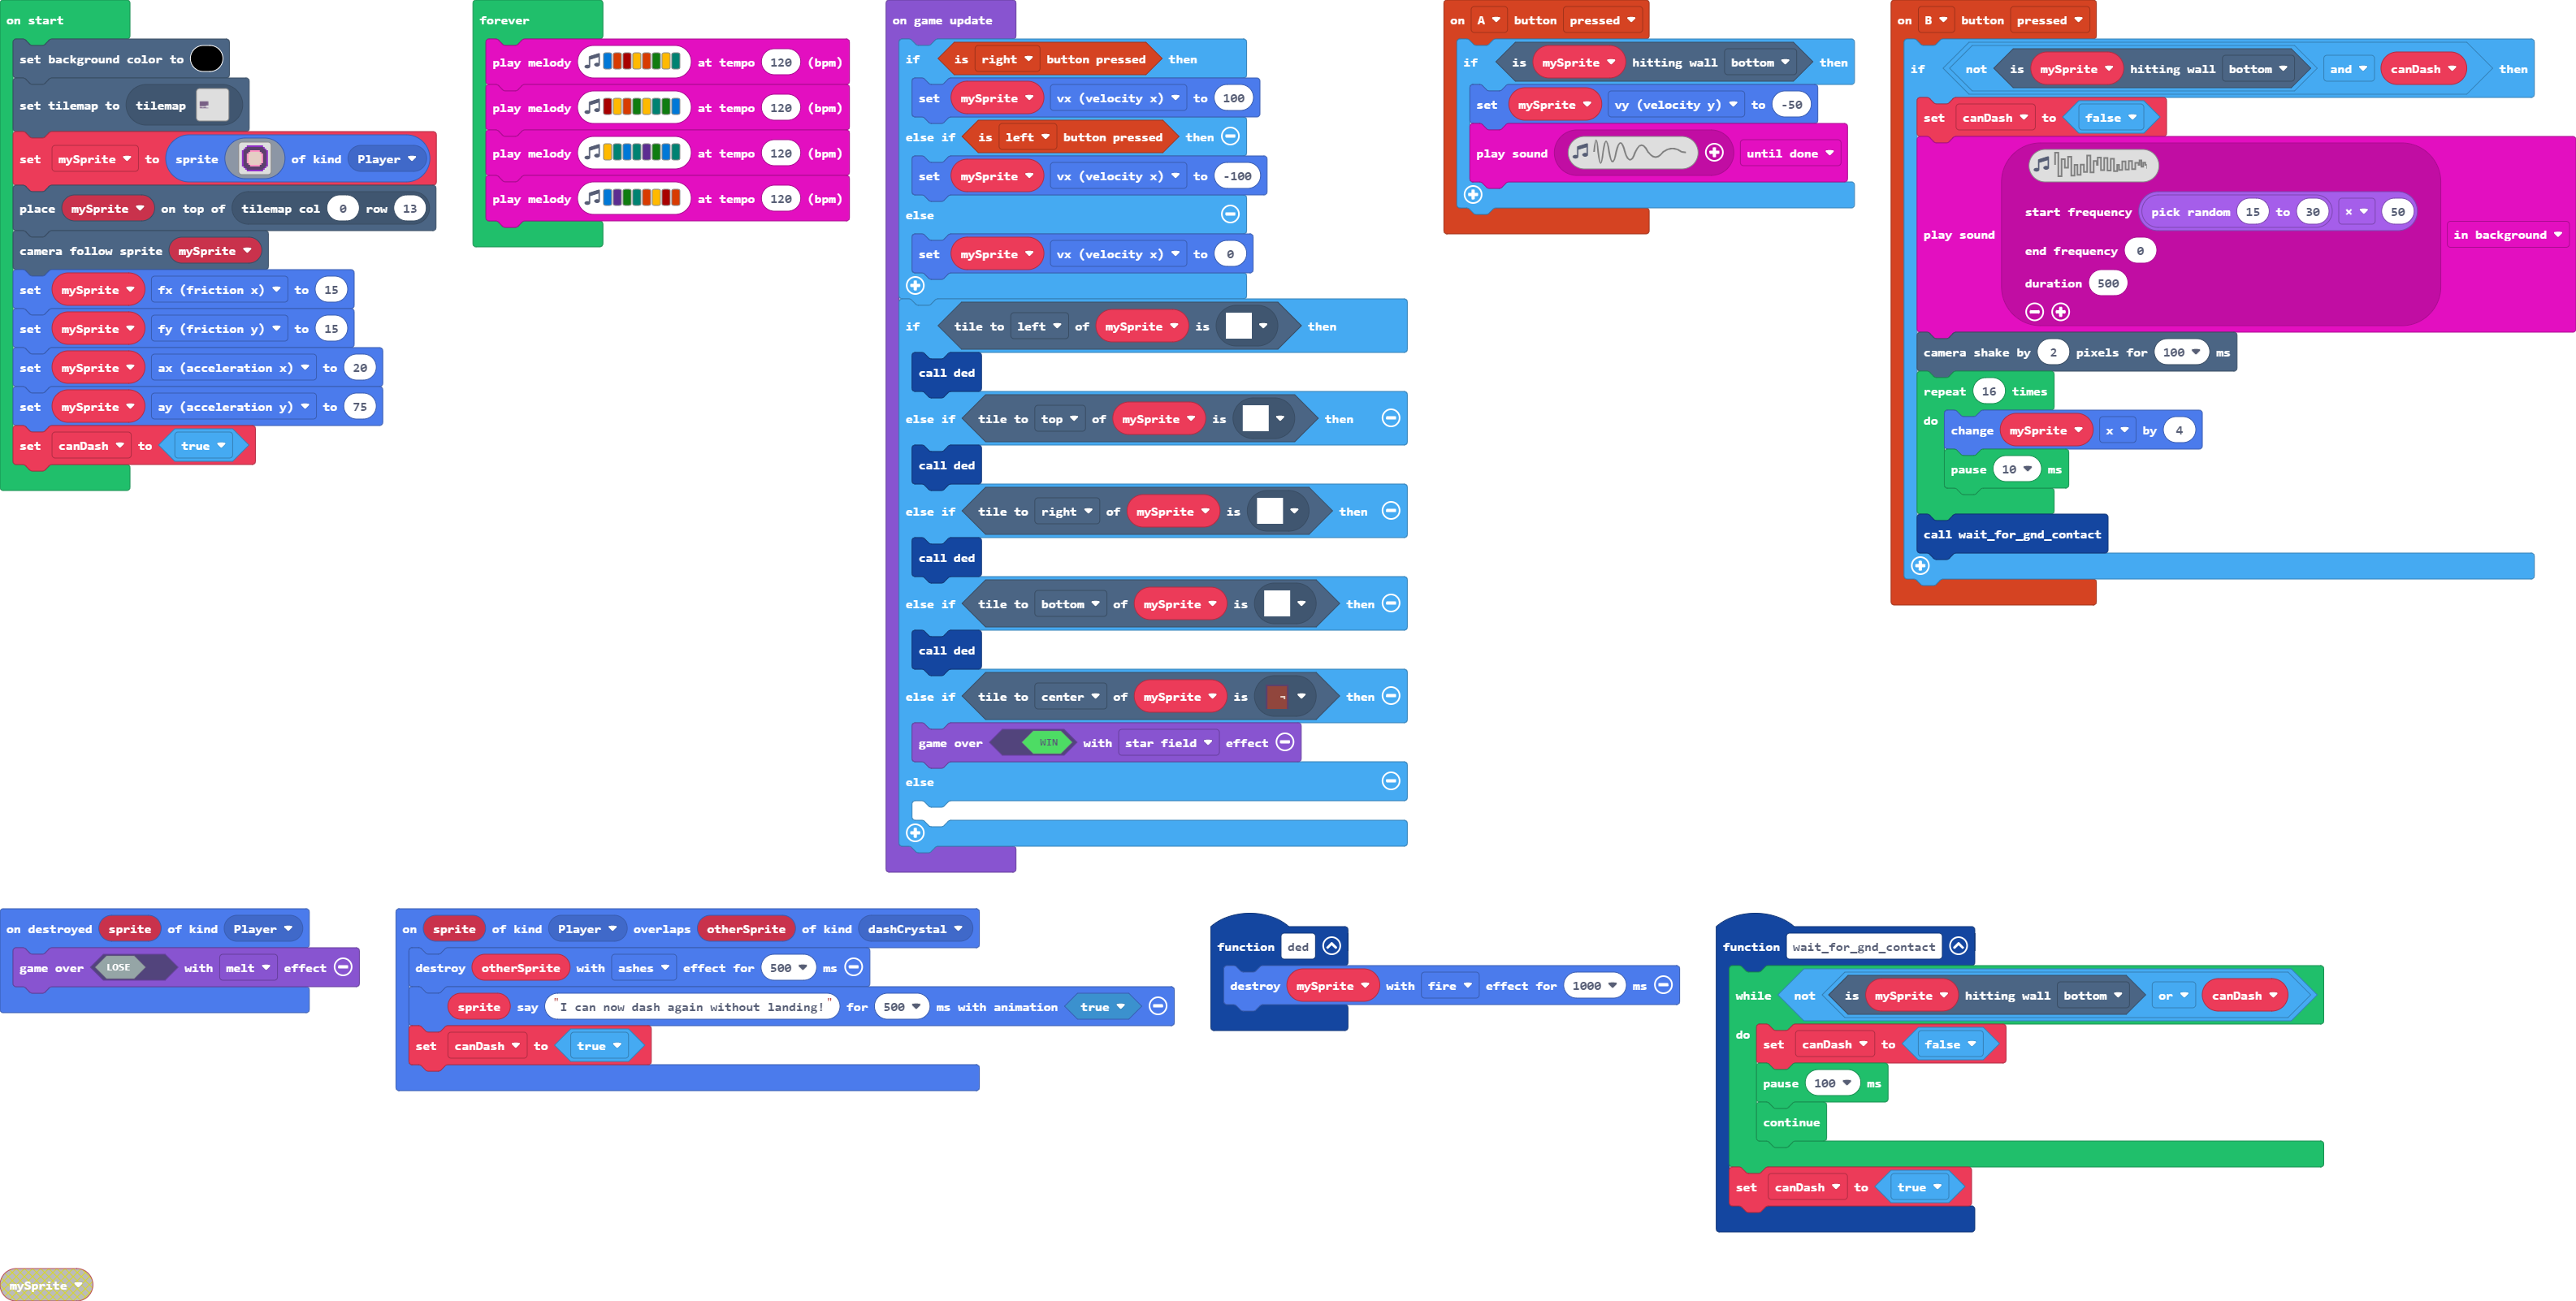 on start
set background color to
set tilemap to tilemap
set mySprite to sprite of kind Player
place mySprite on top of tilemap col 0 row 13
camera follow sprite mySprite
set mySprite fx (friction x) to 15
set mySprite fy (friction y) to 15
set mySprite ax (acceleration x) to 20
set mySprite ay (acceleration y) to 75
set canDash to true
forever
play melody at tempo 120 (bpm)
play melody at tempo 120 (bpm)
play melody at tempo 120 (bpm)
play melody at tempo 120 (bpm)
on game update
if is right button pressed then
set mySprite vx (velocity x) to 100
else if is left button pressed then
set mySprite vx (velocity x) to -100
else
set mySprite vx (velocity x) to 0
if tile to left of mySprite is then
call ded
else if tile to top of mySprite is then
call ded
else if tile to right of mySprite is then
call ded
else if tile to bottom of mySprite is then
call ded
else if tile to center of mySprite is then
game over WIN with star field effect
else
on A button pressed
if is mySprite hitting wall bottom then
set mySprite vy (velocity y) to -50
play sound until done
on B button pressed
if not is mySprite hitting wall bottom and canDash then
set canDash to false
play sound
start frequency pick random 15 to 30 × 50
end frequency 0
duration 500
in background
camera shake by 2 pixels for 100 ms
repeat 16 times
do change mySprite x by 4
pause 10 ms
call wait_for_gnd_contact
on destroyed sprite of kind Player
game over LOSE with melt effect
on sprite of kind Player overlaps otherSprite of kind dashCrystal
destroy otherSprite with ashes effect for 500 ms
sprite say "I can now dash again without landing!" for 500 ms with animation true
set canDash to true
function ded
destroy mySprite with fire effect for 1000 ms
function wait_for_gnd_contact
while not is mySprite hitting wall bottom or canDash
do set canDash to false
pause 100 ms
continue
set canDash to true
mySprite